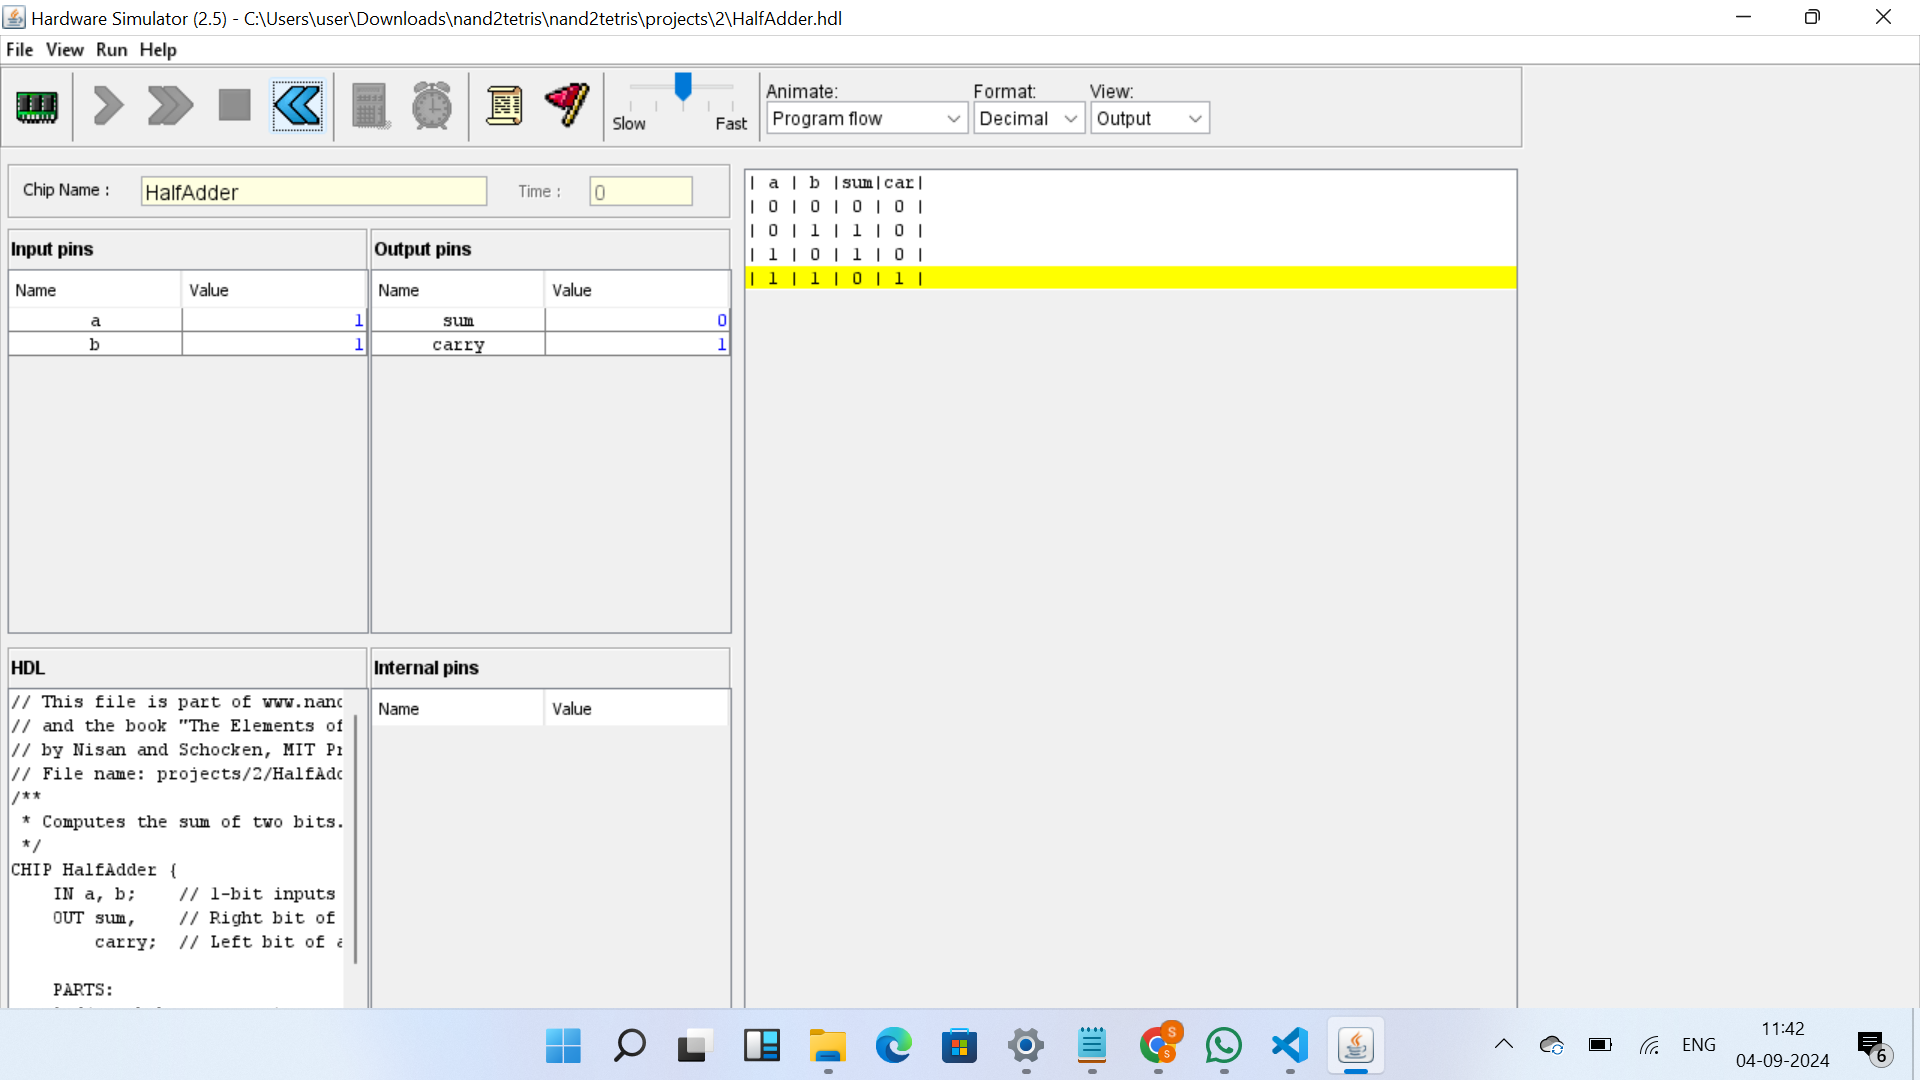 Hardware Simulator (2.5) - C:\Users\user\Downloads\nand2tetris\nand2tetris\projects\2\HalfAdder.hdl
File View Run Help
Slow Fast
Animate: Format: View:
Program flow Decimal Output
Chip Name : HalfAdder Time : 0
Input pins
Name Value
a 1
b 1
Output pins
Name Value
sum 0
carry 1
| a | b |sum|car|
| 0 | 0 | 0 | 0 |
| 0 | 1 | 1 | 0 |
| 1 | 0 | 1 | 0 |
| 1 | 1 | 0 | 1 |
HDL
// This file is part of www.nand
// and the book "The Elements of
// by Nisan and Schocken, MIT Pr
// File name: projects/2/HalfAdd
/**
* Computes the sum of two bits.
*/
CHIP HalfAdder {
IN a, b; // 1-bit inputs
OUT sum, // Right bit of
carry; // Left bit of a
PARTS:
Internal pins
Name Value
S
S
ENG
11:42
04-09-2024
6